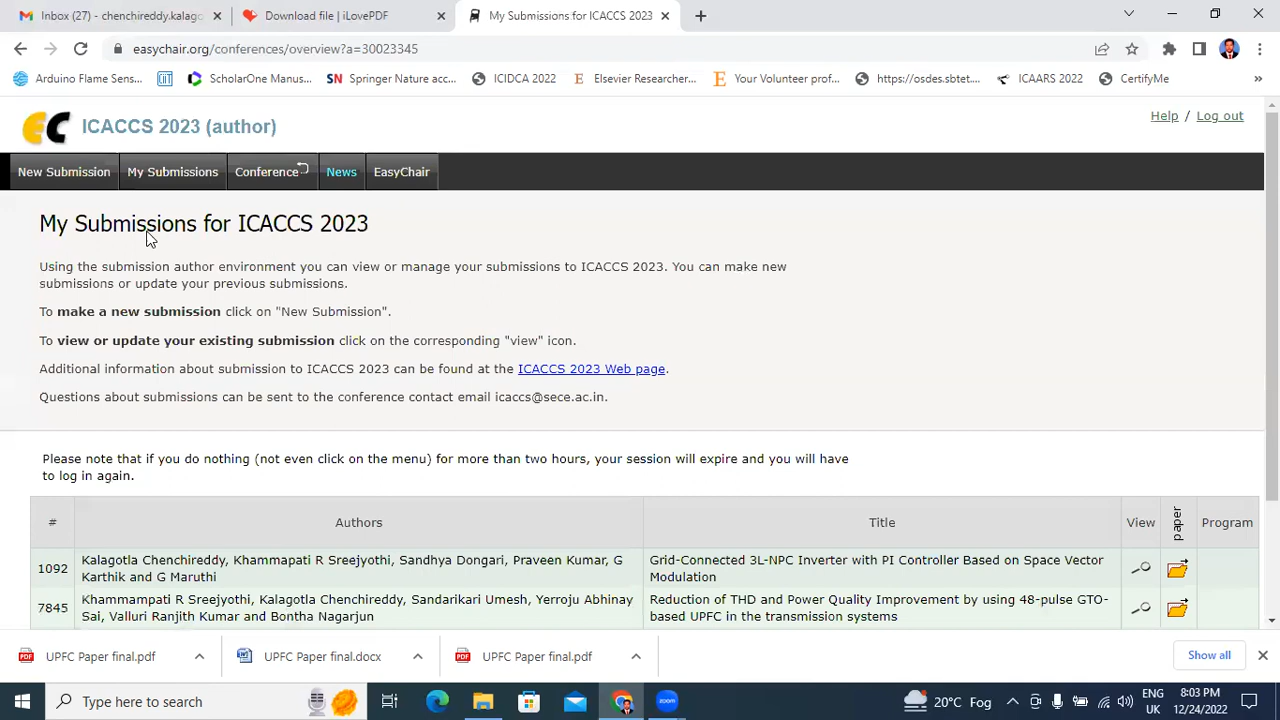 Inbox (27) - chenchireddy.kalago
Download file | iLovePDF
My Submissions for ICACCS 2023
easychair.org/conferences/overview?a=30023345
Arduino Flame Sens...
ScholarOne Manus...
SN Springer Nature acc...
ICIDCA 2022
E Elsevier Researcher...
Your Volunteer prof...
https://osdes.sbtet....
ICAARS 2022
CertifyMe
»
EC ICACCS 2023 (author)
Help / Log out
New Submission
My Submissions
Conference
News
EasyChair
My Submissions for ICACCS 2023
Using the submission author environment you can view or manage your submissions to ICACCS 2023. You can make new
submissions or update your previous submissions.
To make a new submission click on "New Submission".
To view or update your existing submission click on the corresponding "view" icon.
Additional information about submission to ICACCS 2023 can be found at the ICACCS 2023 Web page.
Questions about submissions can be sent to the conference contact email icaccs@sece.ac.in.
Please note that if you do nothing (not even click on the menu) for more than two hours, your session will expire and you will have
to log in again.
# Authors Title View paper Program
1092
Kalagotla Chenchireddy, Khammapati R Sreejyothi, Sandhya Dongari, Praveen Kumar, G
Karthik and G Maruthi
Grid-Connected 3L-NPC Inverter with PI Controller Based on Space Vector
Modulation
7845
Khammampati R Sreejyothi, Kalagotla Chenchireddy, Sandarikari Umesh, Yerroju Abhinay
Sai, Valluri Ranjith Kumar and Bontha Nagarjun
Reduction of THD and Power Quality Improvement by using 48-pulse GTO-
based UPFC in the transmission systems
UPFC Paper final.pdf
UPFC Paper final.docx
UPFC Paper final.pdf
Show all
Type here to search
zoom
20°C Fog
ENG
UK
8:03 PM
12/24/2022